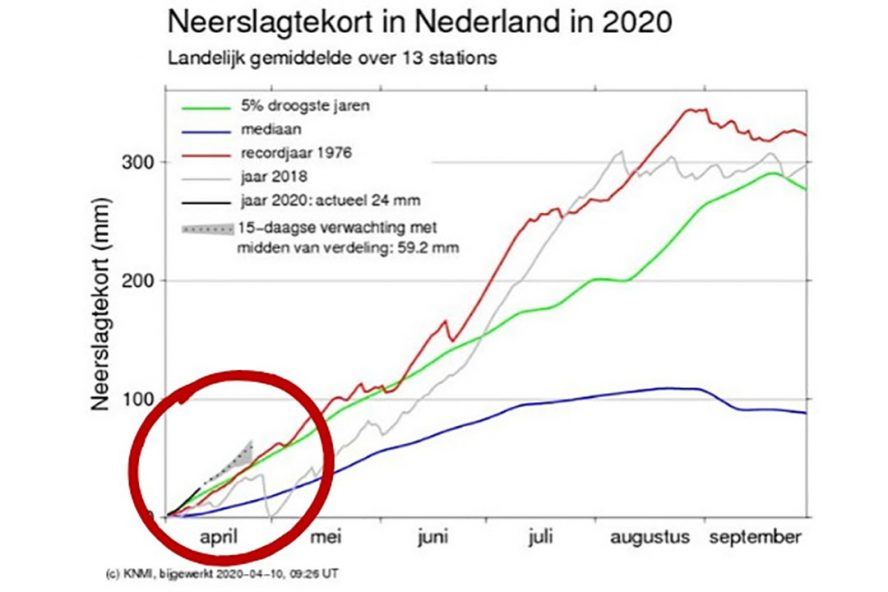 Neerslagtekort in Nederland in 2020
Landelijk gemiddelde over 13 stations
5% droogste jaren
mediaan
recordjaar 1976
jaar 2018
jaar 2020: actueel 24 mm
15-daagse verwachting met
midden van verdeling: 59.2 mm
Neerslagtekort (mm)
300
200
100
0
april mei juni juli augustus september
(c) KNMI, bijgewerkt 2020-04-10, 09:26 UT